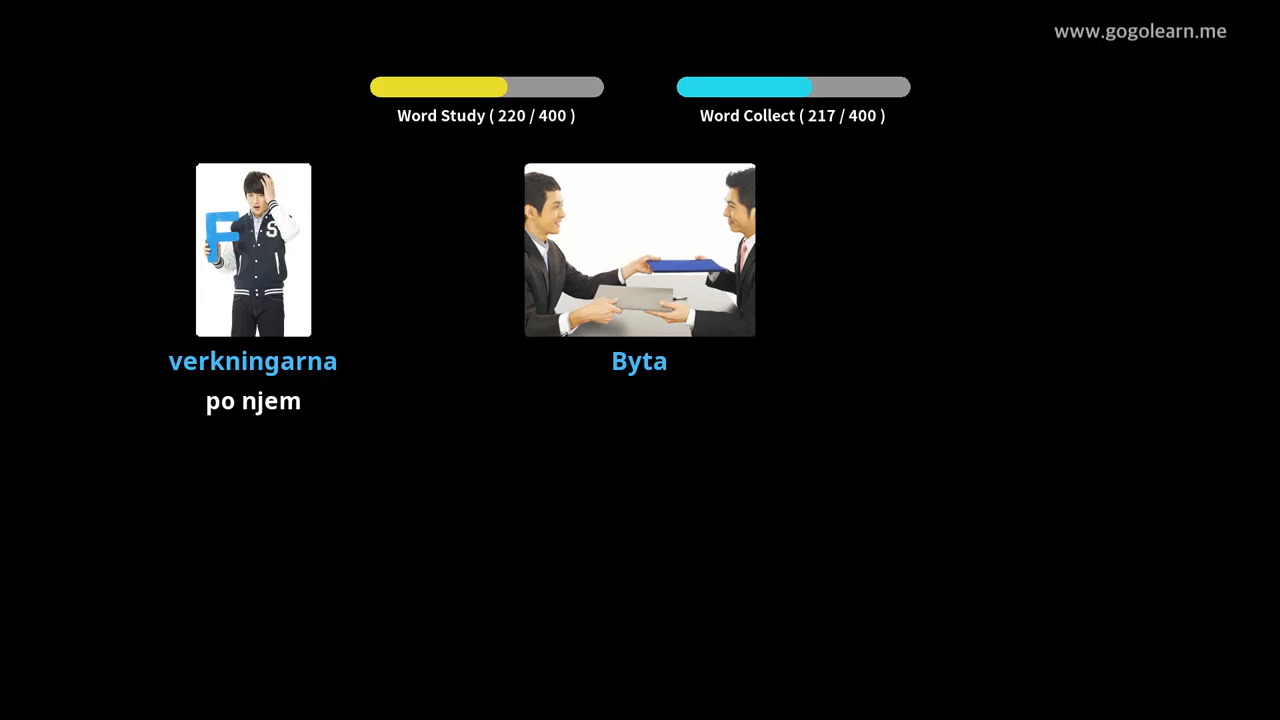 www.gogolearn.me
Word Study ( 220 / 400 )
Word Collect ( 217 / 400 )
F
S
verkningarna
Byta
po njem